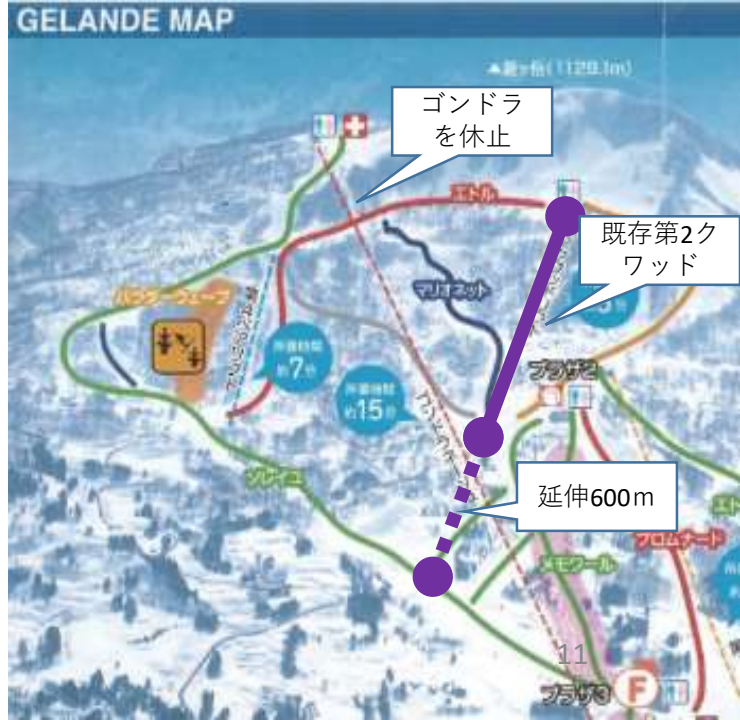 GELANDE MAP
(1129.1m)
ゴンドラ
を休止
エトル
既存第2ク
ワッド
マリオネット
パウダーウェーブ
所要時間
約7分
所要時間
約15分
プラザ2
ソレイユ
延伸600m
プロムナード
メモワール
11
プラザ3
F